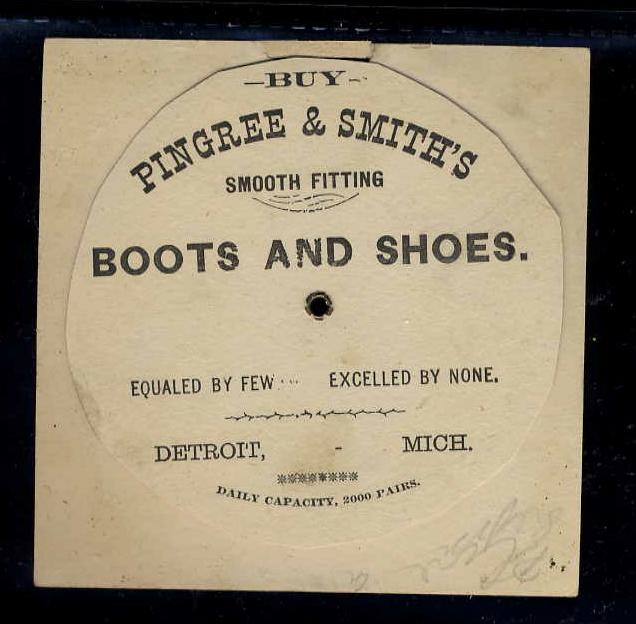 -BUY-
PINGREE & SMITH'S
SMOOTH FITTING
BOOTS AND SHOES.
EQUALED BY FEW EXCELLED BY NONE.
DETROIT, - MICH.
DAILY CAPACITY, 2000 PAIRS.